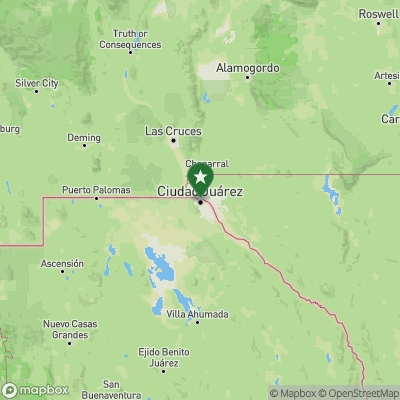 Roswell
Truth or
Consequences
Alamogordo
Silver City
Artes
Las Cruces
Car
burg
Deming
Chaparral
Ciudad Juárez
Puerto Palomas
Ascensión
Villa Ahumada
Nuevo Casas
Grandes
Ejido Benito
Juárez
San
Buenaventura
mapbox
© Mapbox © OpenStreetMap